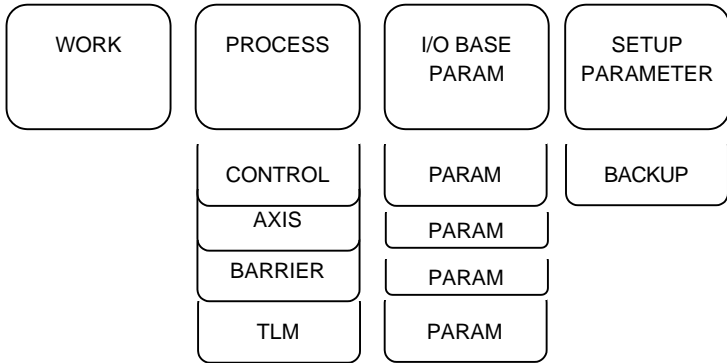 WORK
PROCESS
I/O BASE
PARAM
SETUP
PARAMETER
CONTROL
PARAM
BACKUP
AXIS
PARAM
BARRIER
PARAM
TLM
PARAM